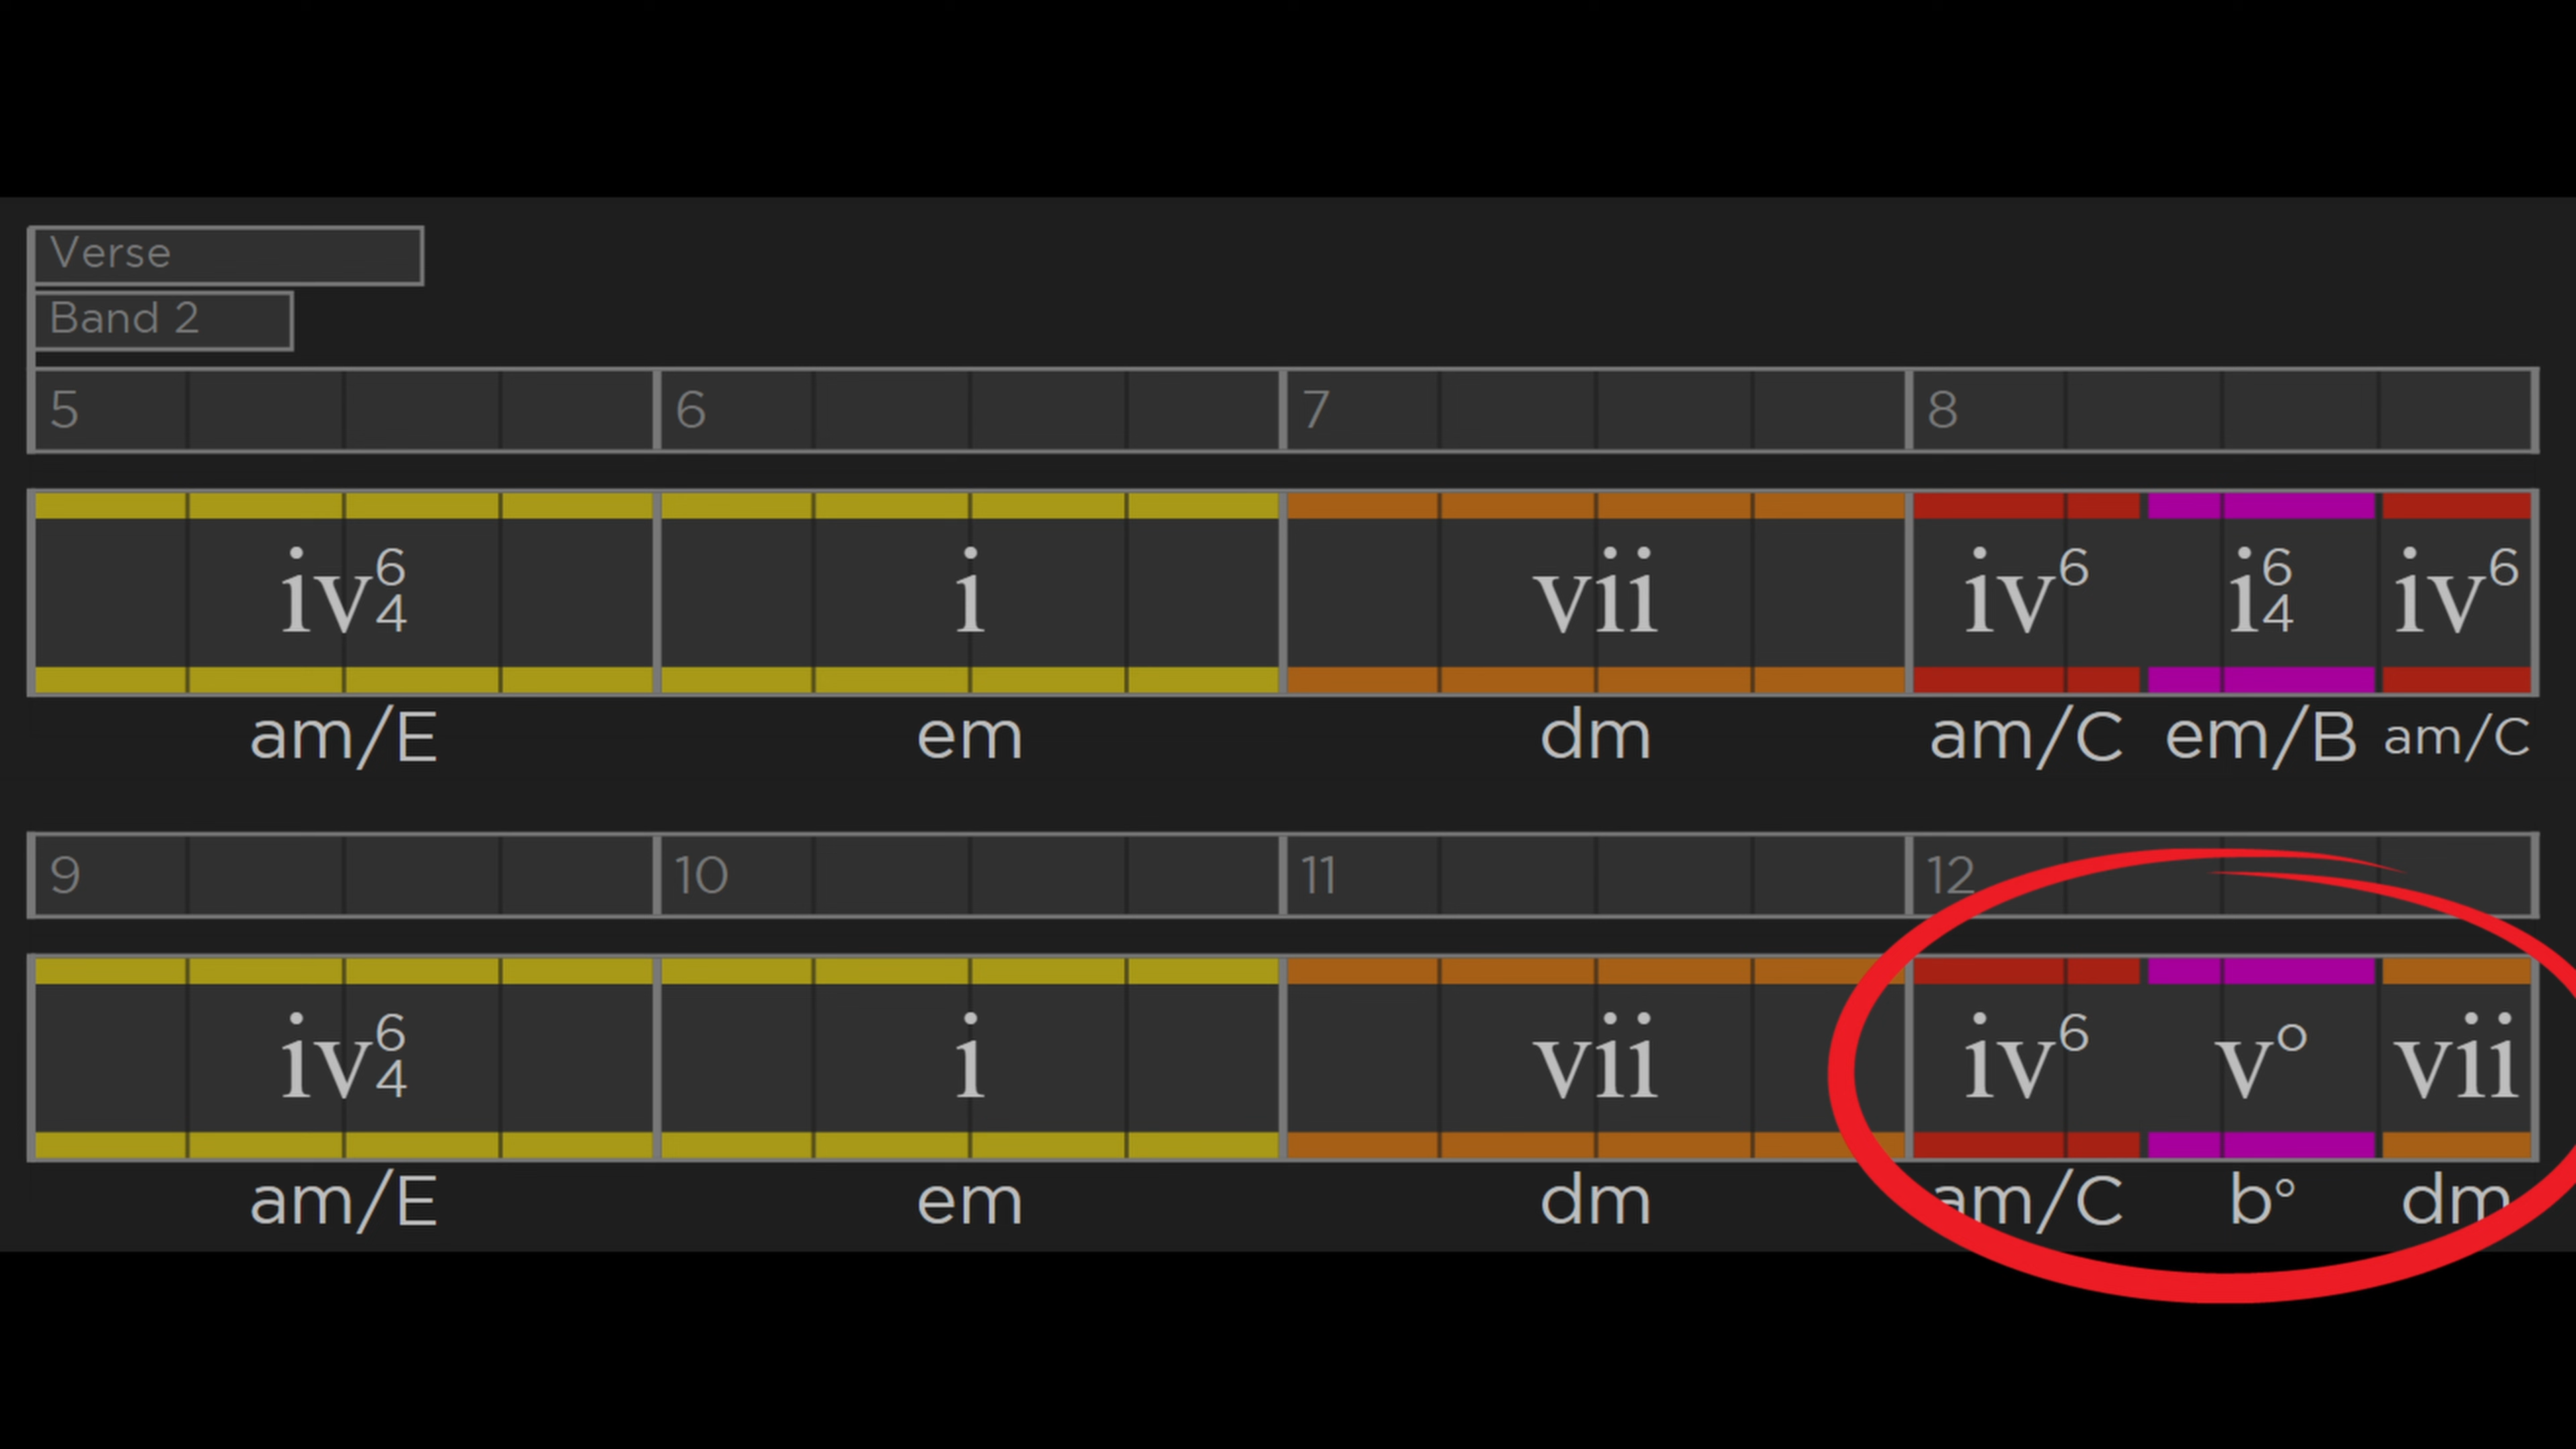 Verse
Band 2
5 6 7 8
iv⁶₄ i vii iv⁶ i⁶₄ iv⁶
am/E em dm am/C em/B am/C
9 10 11 12
iv⁶₄ i vii iv⁶ v° vii
am/E em dm am/C b° dm